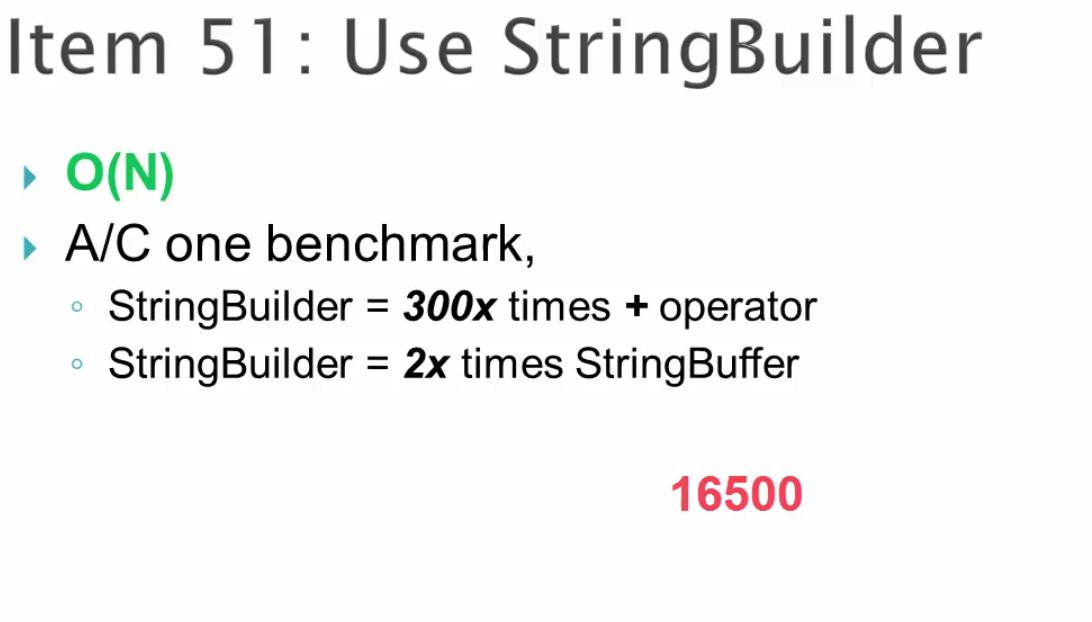 Item 51: Use StringBuilder
O(N)
A/C one benchmark,
StringBuilder = 300x times + operator
StringBuilder = 2x times StringBuffer
16500